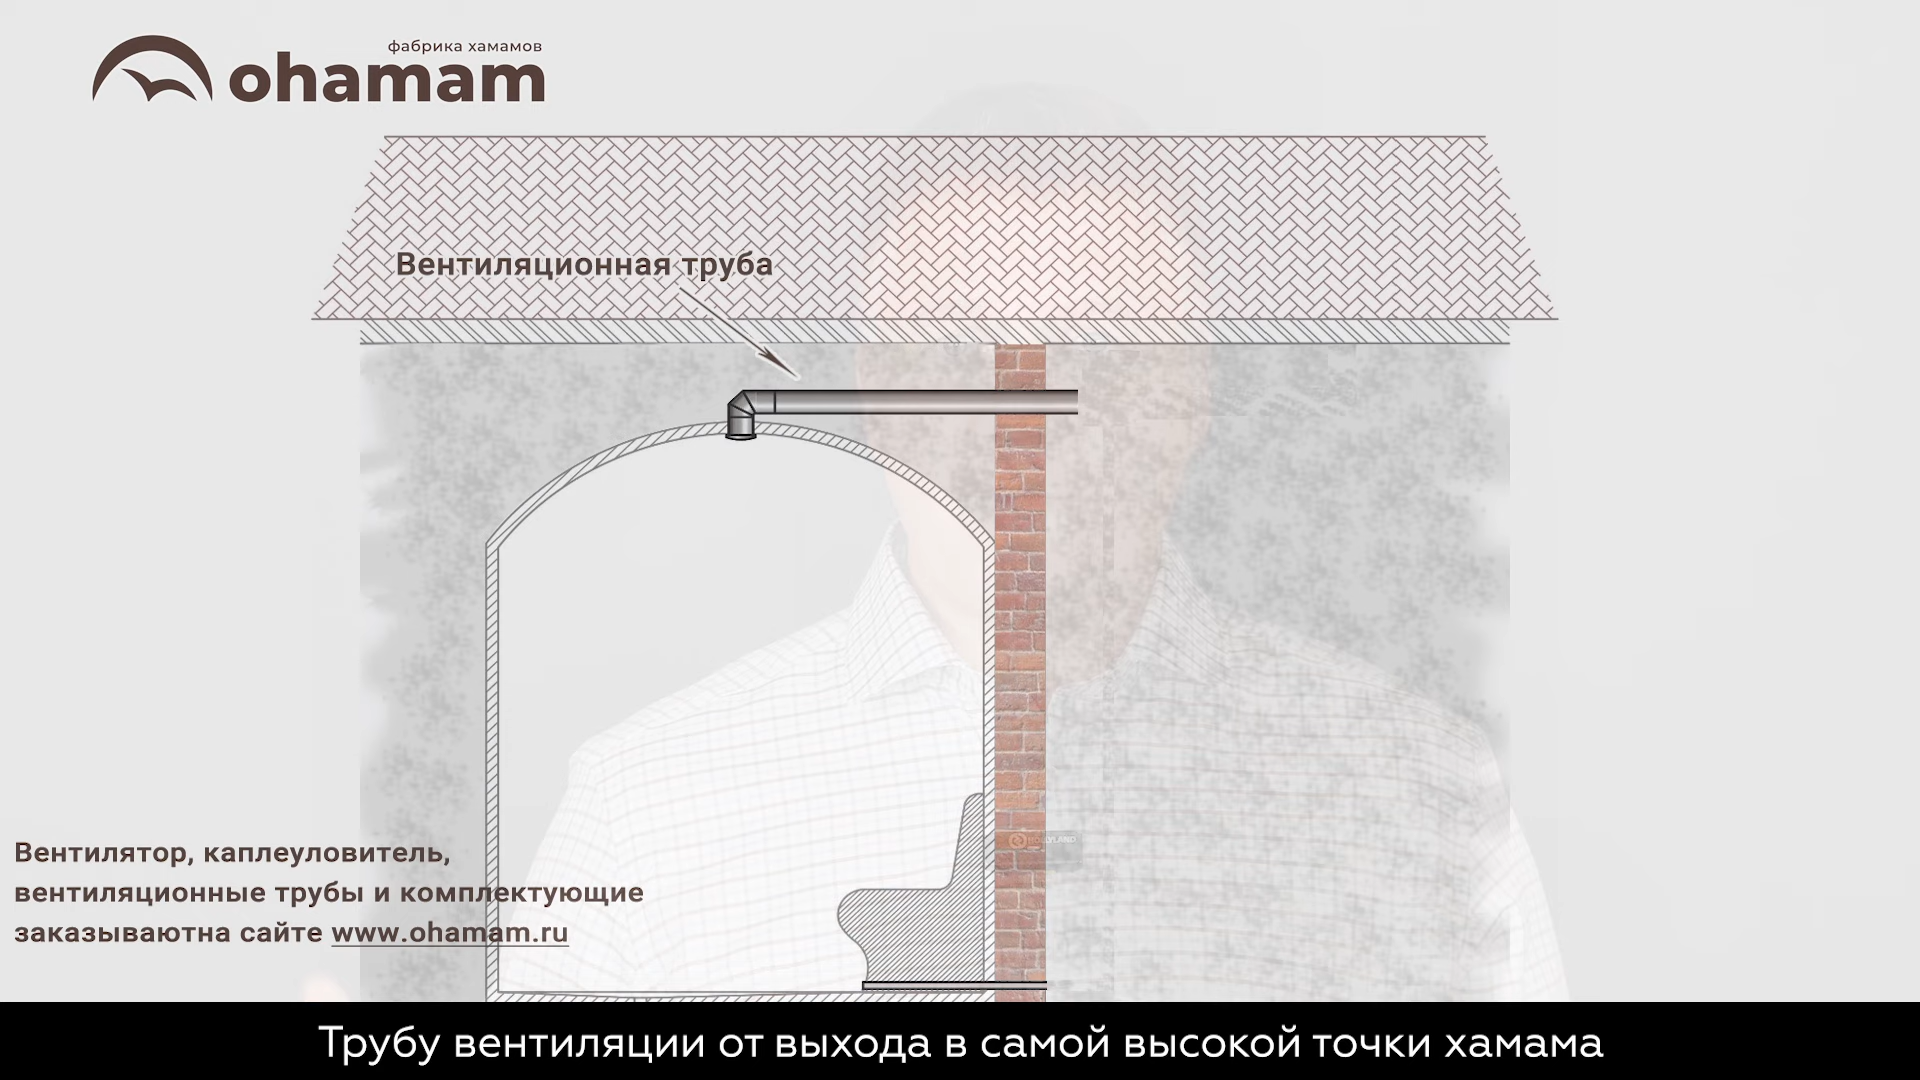 фабрика хамамов
ohamam
Вентиляционная труба
Вентилятор, каплеуловитель,
вентиляционные трубы и комплектующие
заказываютна сайте www.ohamam.ru
Трубу вентиляции от выхода в самой высокой точки хамама